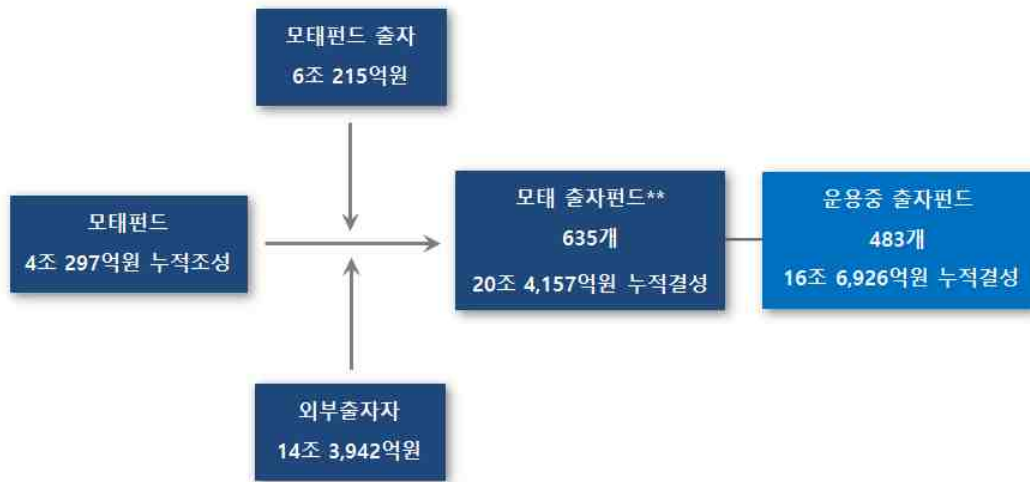 모태펀드 출자
6조 215억원
모태펀드
4조 297억원 누적조성
모태 출자펀드**
635개
20조 4,157억원 누적결성
운용중 출자펀드
483개
16조 6,926억원 누적결성
외부출자자
14조 3,942억원